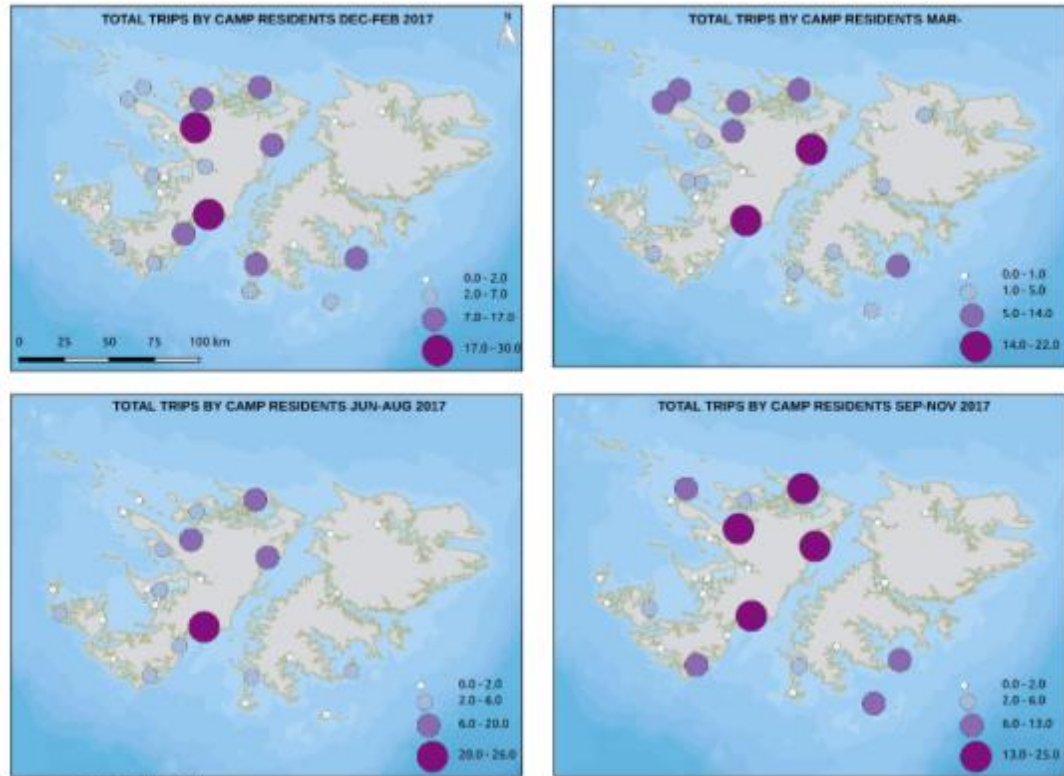 TOTAL TRIPS BY CAMP RESIDENTS DEC-FEB 2017
N
0.0 - 2.0
2.0 - 7.0
7.0 - 17.0
17.0 - 30.0
0 25 50 75 100 km
TOTAL TRIPS BY CAMP RESIDENTS MAR-
0.0 - 1.0
1.0 - 5.0
5.0 - 14.0
14.0 - 22.0
TOTAL TRIPS BY CAMP RESIDENTS JUN-AUG 2017
0.0 - 2.0
2.0 - 6.0
6.0 - 20.0
20.0 - 26.0
TOTAL TRIPS BY CAMP RESIDENTS SEP-NOV 2017
0.0 - 2.0
2.0 - 6.0
6.0 - 13.0
13.0 - 25.0